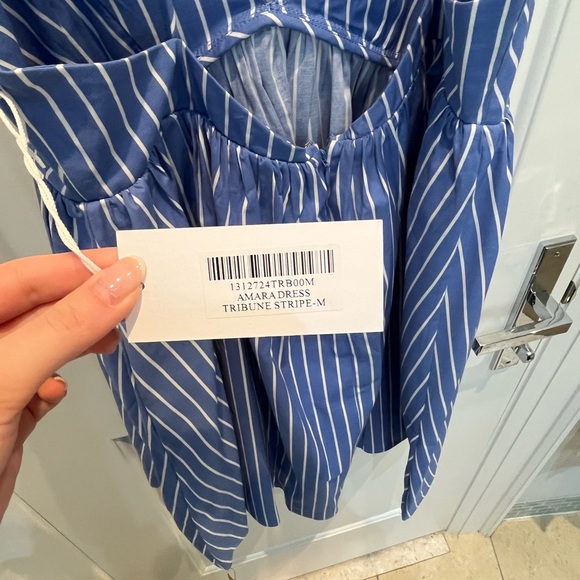 1312724TRB00M
AMARA DRESS
TRIBUNE STRIPE-M